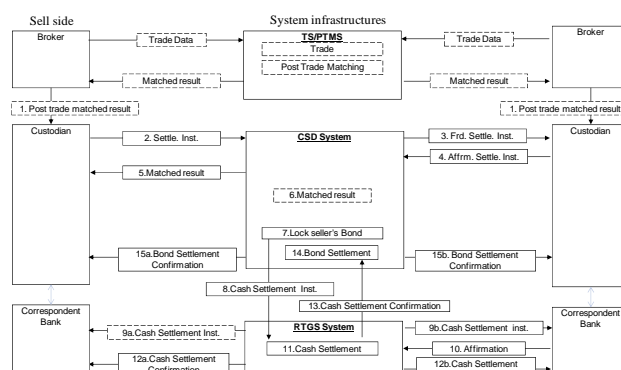 Sell side
System infrastructures
Broker
Trade Data
TS/PTMS
Trade Data
Broker
Trade
Post Trade Matching
Matched result
Matched result
1. Post trade matched result
1. Post trade matched result
Custodian
2. Settle. Inst.
CSD System
3. Frd. Settle. Inst.
Custodian
4. Affrm. Settle. Inst.
5.Matched result
6.Matched result
7.Lock seller's Bond
14.Bond Settlement
15a.Bond Settlement
Confirmation
15b. Bond Settlement
Confirmation
8.Cash Settlement Inst.
13.Cash Settlement Confirmation
Correspondent
Bank
9a.Cash Settlement Inst.
RTGS System
9b.Cash Settlement inst.
Correspondent
Bank
11.Cash Settlement
10. Affirmation
12a.Cash Settlement
Confirmation
12b.Cash Settlement